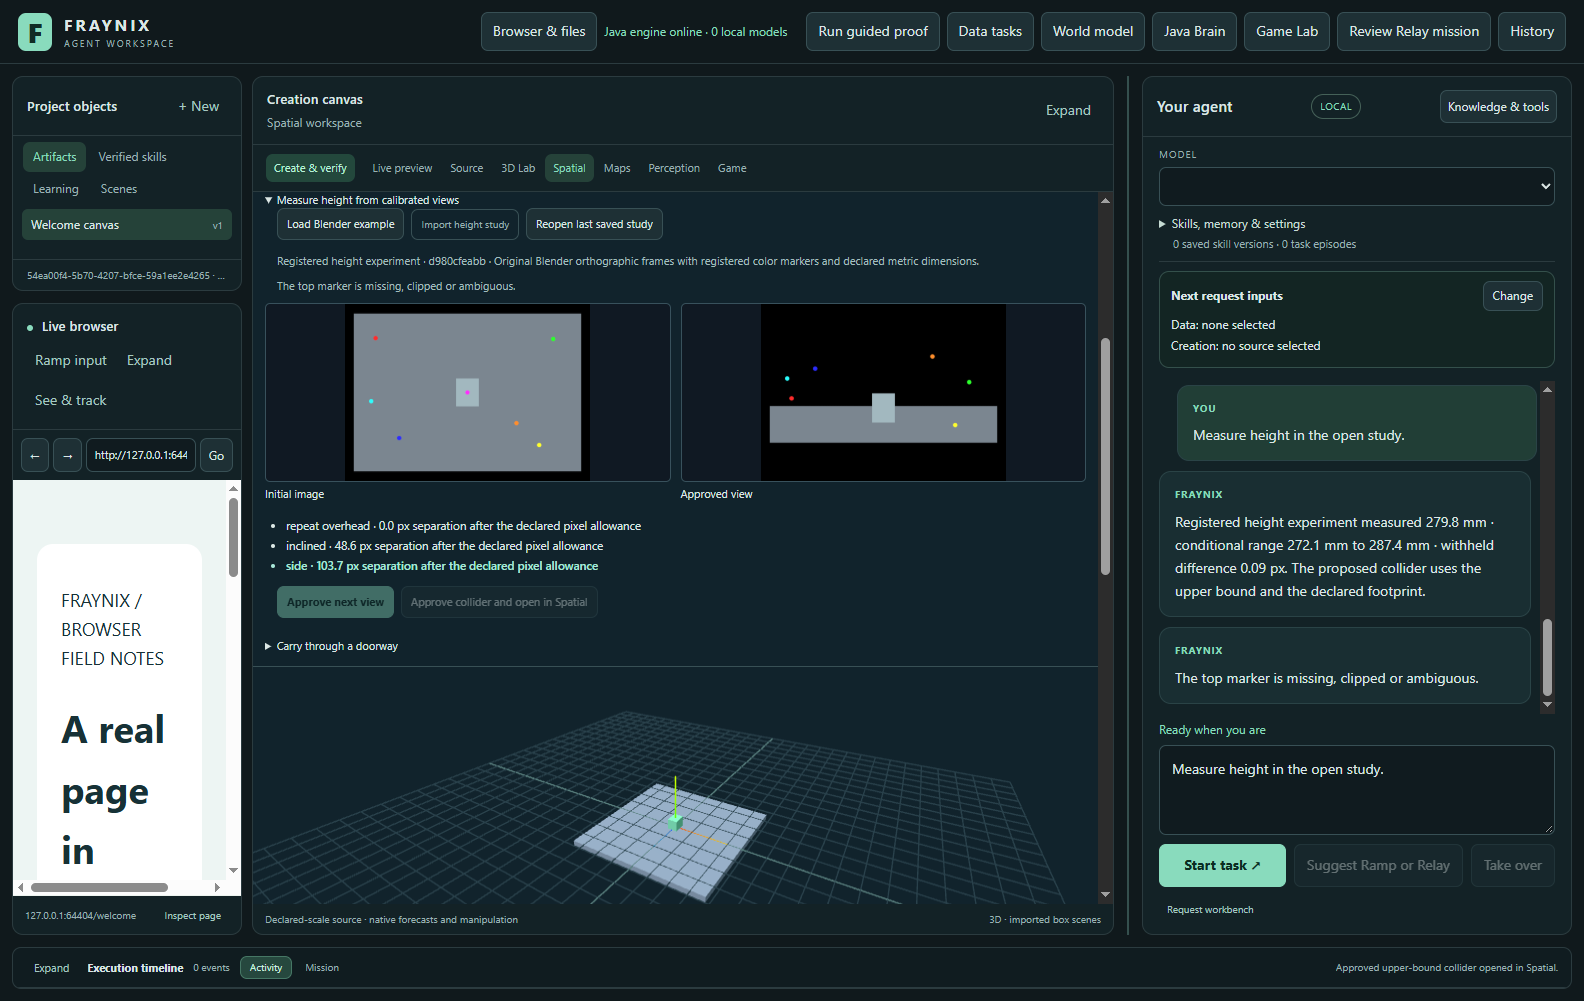 F FRAYNIX
AGENT WORKSPACE
Browser & files
Java engine online · 0 local models
Run guided proof
Data tasks
World model
Java Brain
Game Lab
Review Relay mission
History
Project objects
+ New
Artifacts
Verified skills
Learning
Scenes
Welcome canvas
v1
54ea00f4-5b70-4207-bfce-59a1ee2e4265 · ...
Live browser
Ramp input
Expand
See & track
←
→
http://127.0.0.1:644
Go
FRAYNIX /
BROWSER
FIELD NOTES
A real
page
in
127.0.0.1:64404/welcome
Inspect page
Creation canvas
Spatial workspace
Expand
Create & verify
Live preview
Source
3D Lab
Spatial
Maps
Perception
Game
▼ Measure height from calibrated views
Load Blender example
Import height study
Reopen last saved study
Registered height experiment · d980cfeabb · Original Blender orthographic frames with registered color markers and declared metric dimensions.
The top marker is missing, clipped or ambiguous.
Initial image
Approved view
• repeat overhead · 0.0 px separation after the declared pixel allowance
• inclined · 48.6 px separation after the declared pixel allowance
• side · 103.7 px separation after the declared pixel allowance
Approve next view
Approve collider and open in Spatial
▶ Carry through a doorway
Declared-scale source · native forecasts and manipulation
3D · imported box scenes
Your agent
LOCAL
Knowledge & tools
MODEL
▶ Skills, memory & settings
0 saved skill versions · 0 task episodes
Next request inputs
Change
Data: none selected
Creation: no source selected
YOU
Measure height in the open study.
FRAYNIX
Registered height experiment measured 279.8 mm ·
conditional range 272.1 mm to 287.4 mm · withheld
difference 0.09 px. The proposed collider uses the
upper bound and the declared footprint.
FRAYNIX
The top marker is missing, clipped or ambiguous.
Ready when you are
Measure height in the open study.
Start task ↗
Suggest Ramp or Relay
Take over
Request workbench
Expand
Execution timeline
0 events
Activity
Mission
Approved upper-bound collider opened in Spatial.